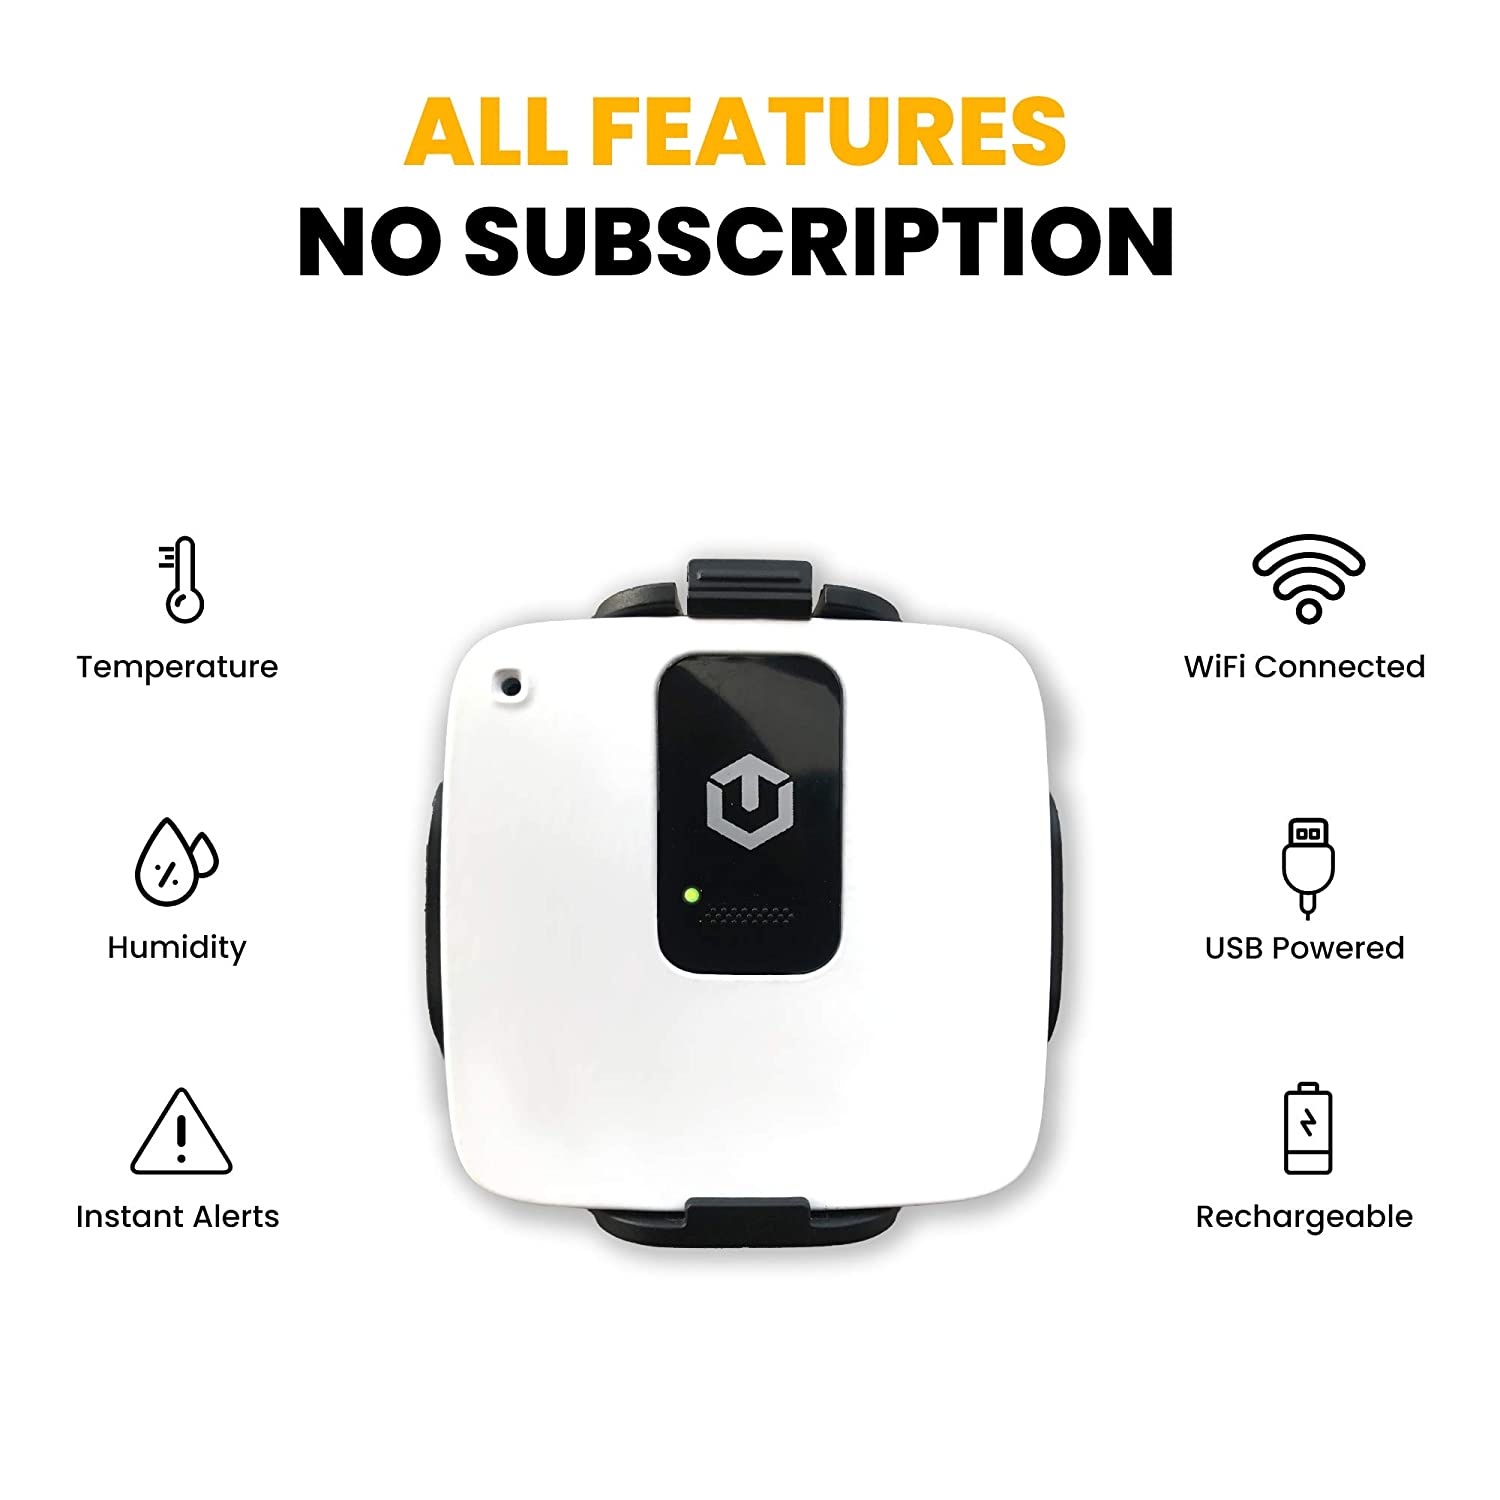 ALL FEATURES
NO SUBSCRIPTION
Temperature
WiFi Connected
Humidity
USB Powered
Instant Alerts
Rechargeable